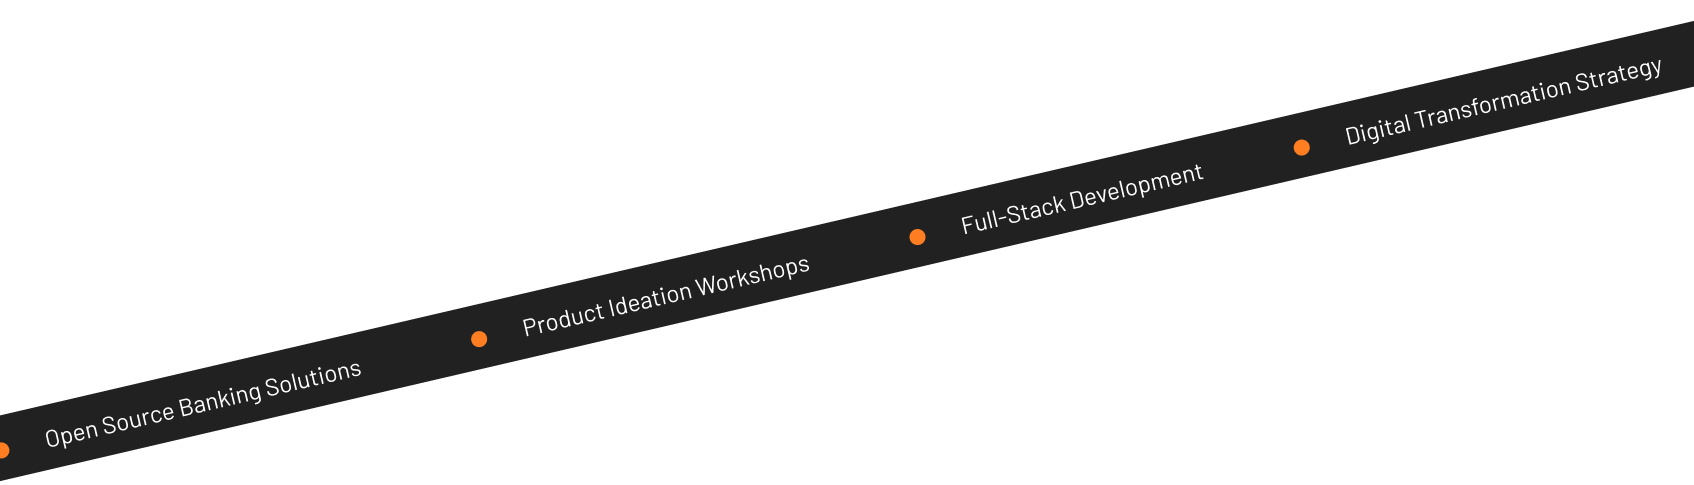 Open Source Banking Solutions
Product Ideation Workshops
Full-Stack Development
Digital Transformation Strategy